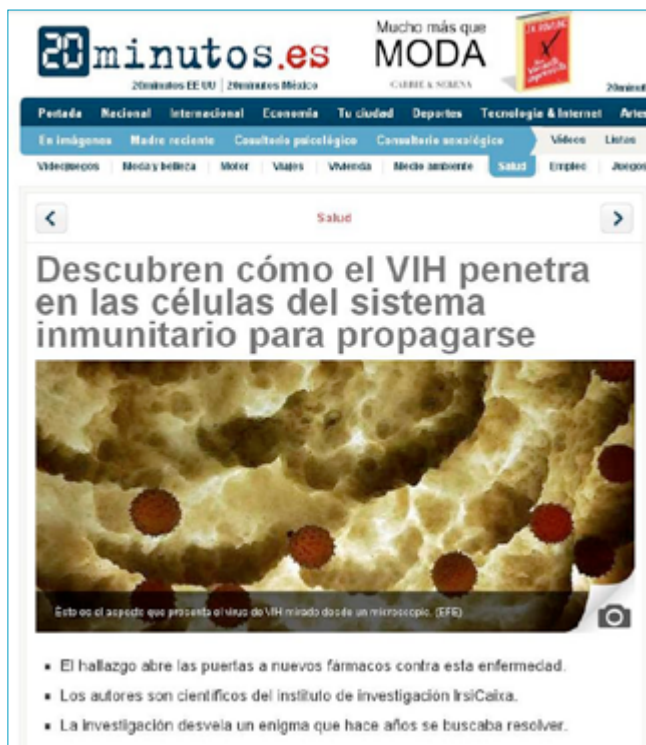 20minutos.es
Mucho más que
MODA
CARRIE & SERENA
20minutos EE UU | 20minutos México
Portada Nacional Internacional Economía Tu ciudad Deportes Tecnología & Internet Artes
En imágenes Madre reciente Consultorio psicológico Consultorio sexológico Vídeos Listas
Videojuegos Moda y belleza Motor Viajes Vivienda Medio ambiente Salud Empleo Juegos
Salud
Descubren cómo el VIH penetra
en las células del sistema
inmunitario para propagarse
Este es el aspecto que presenta el virus de VIH mirado desde un microscopio. (EFE)
El hallazgo abre las puertas a nuevos fármacos contra esta enfermedad.
Los autores son científicos del instituto de investigación IrsiCaixa.
La investigación desvela un enigma que hace años se buscaba resolver.